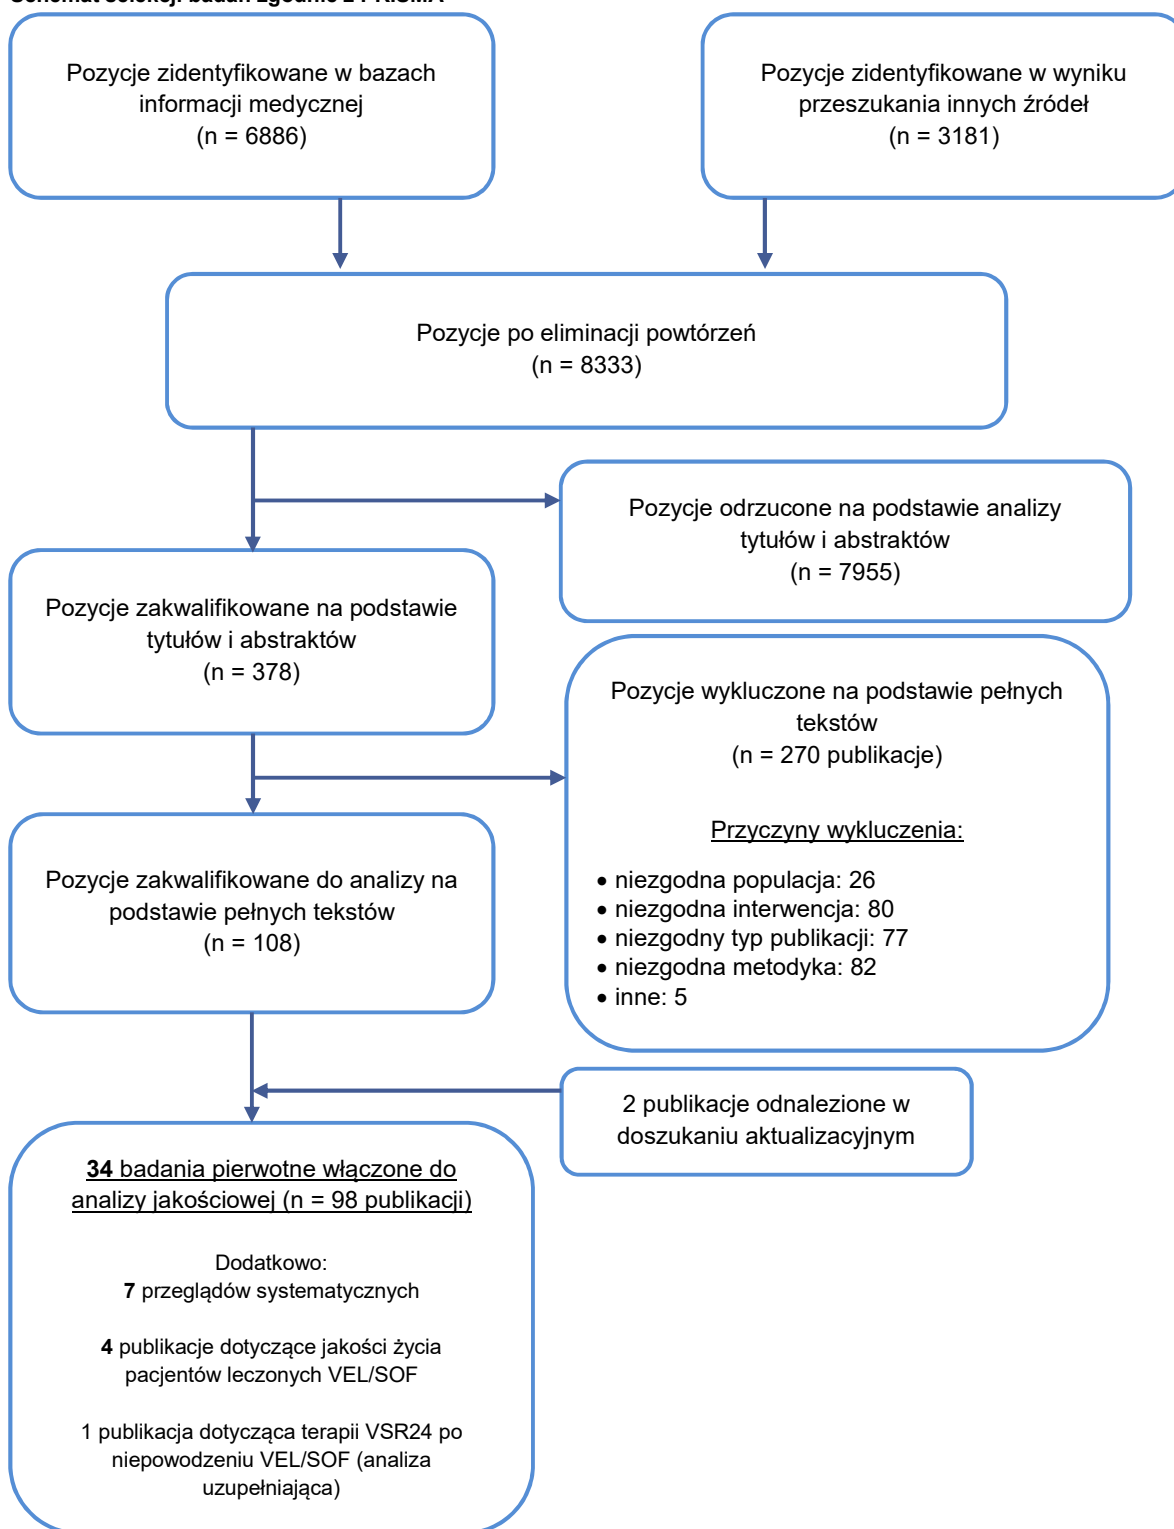 Schemat selekcji badań zgodnie z PRISMA
Pozycje zidentyfikowane w bazach
informacji medycznej
(n = 6886)
Pozycje zidentyfikowane w wyniku
przeszukania innych źródeł
(n = 3181)
Pozycje po eliminacji powtórzeń
(n = 8333)
Pozycje odrzucone na podstawie analizy
tytułów i abstraktów
(n = 7955)
Pozycje zakwalifikowane na podstawie
tytułów i abstraktów
(n = 378)
Pozycje wykluczone na podstawie pełnych
tekstów
(n = 270 publikacje)
Przyczyny wykluczenia:
• niezgodna populacja: 26
• niezgodna interwencja: 80
• niezgodny typ publikacji: 77
• niezgodna metodyka: 82
• inne: 5
Pozycje zakwalifikowane do analizy na
podstawie pełnych tekstów
(n = 108)
2 publikacje odnalezione w
doszukaniu aktualizacyjnym
34 badania pierwotne włączone do
analizy jakościowej (n = 98 publikacji)
Dodatkowo:
7 przeglądów systematycznych
4 publikacje dotyczące jakości życia
pacjentów leczonych VEL/SOF
1 publikacja dotycząca terapii VSR24 po
niepowodzeniu VEL/SOF (analiza
uzupełniająca)